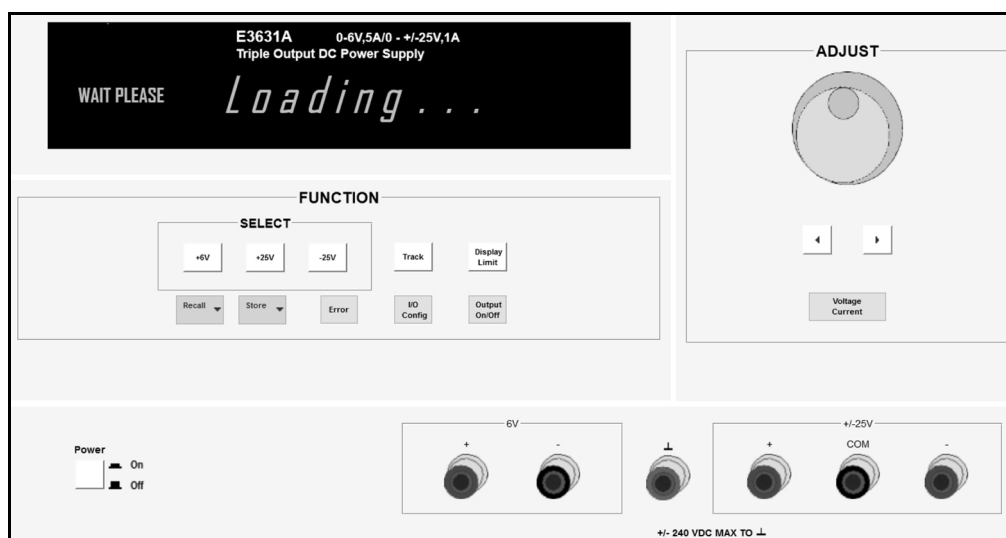 E3631A 0-6V,5A/0 - +/-25V,1A
Triple Output DC Power Supply
WAIT PLEASE Loading...
ADJUST
FUNCTION
SELECT
+6V +25V -25V Track Display
Limit
Recall Store Error I/O
Config Output
On/Off
Voltage
Current
Power
On
Off
6V
+ -
+/-25V
+ COM -
+/- 240 VDC MAX TO ⊥